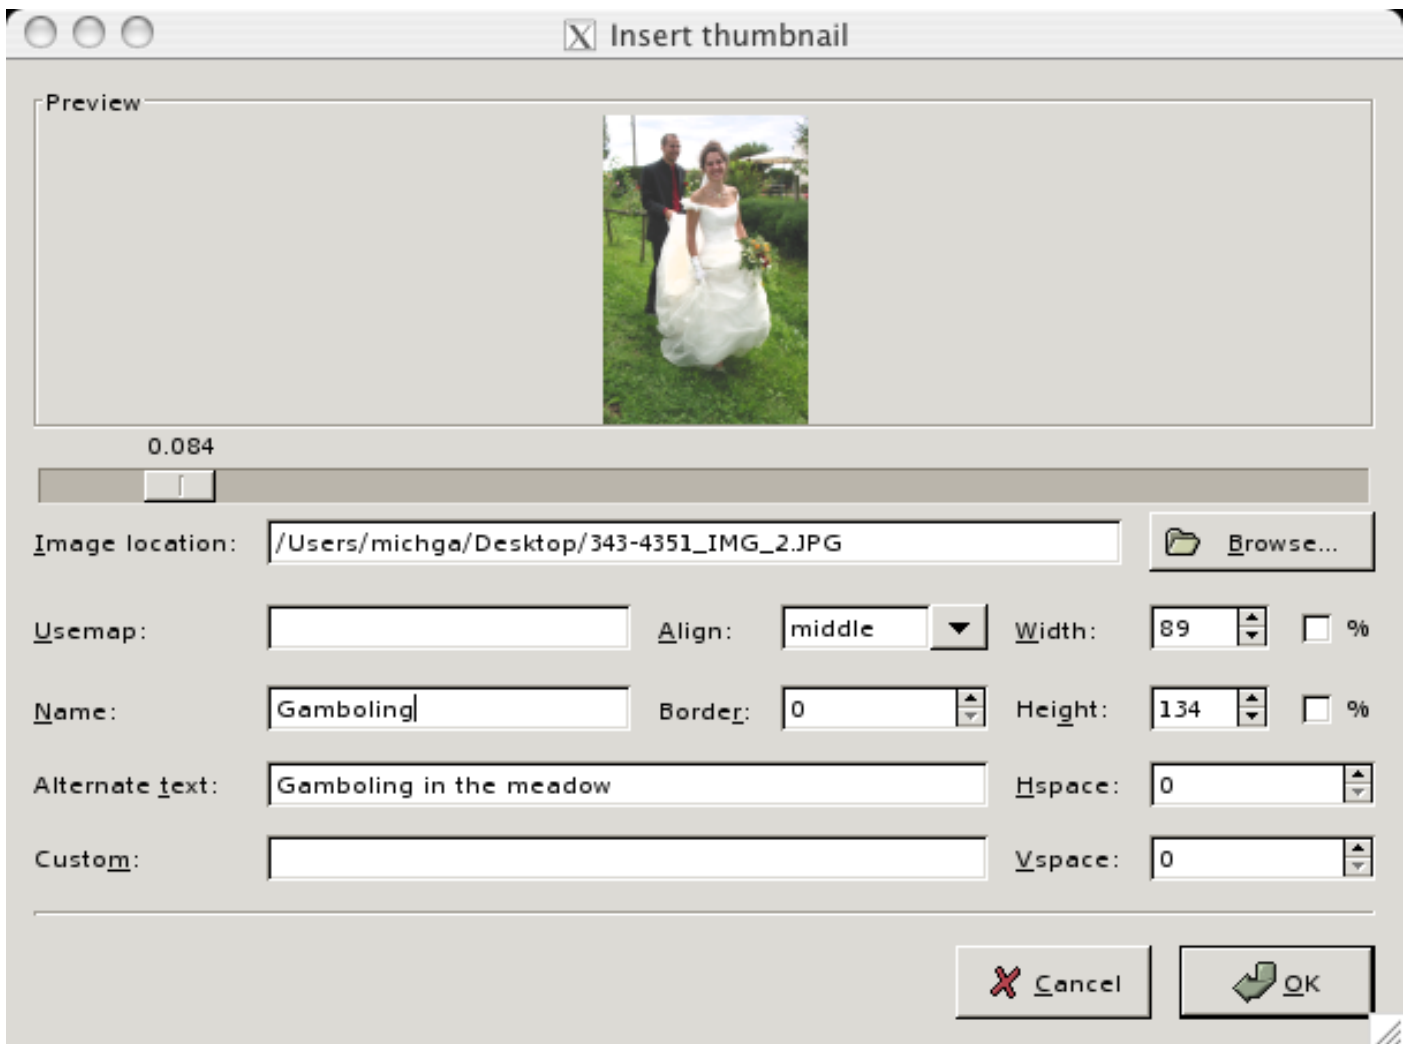 X Insert thumbnail
Preview
0.084
Image location: /Users/michga/Desktop/343-4351_IMG_2.JPG Browse...
Usemap: Align: middle Width: 89 %
Name: Gamboling Border: 0 Height: 134 %
Alternate text: Gamboling in the meadow Hspace: 0
Custom: Vspace: 0
Cancel OK